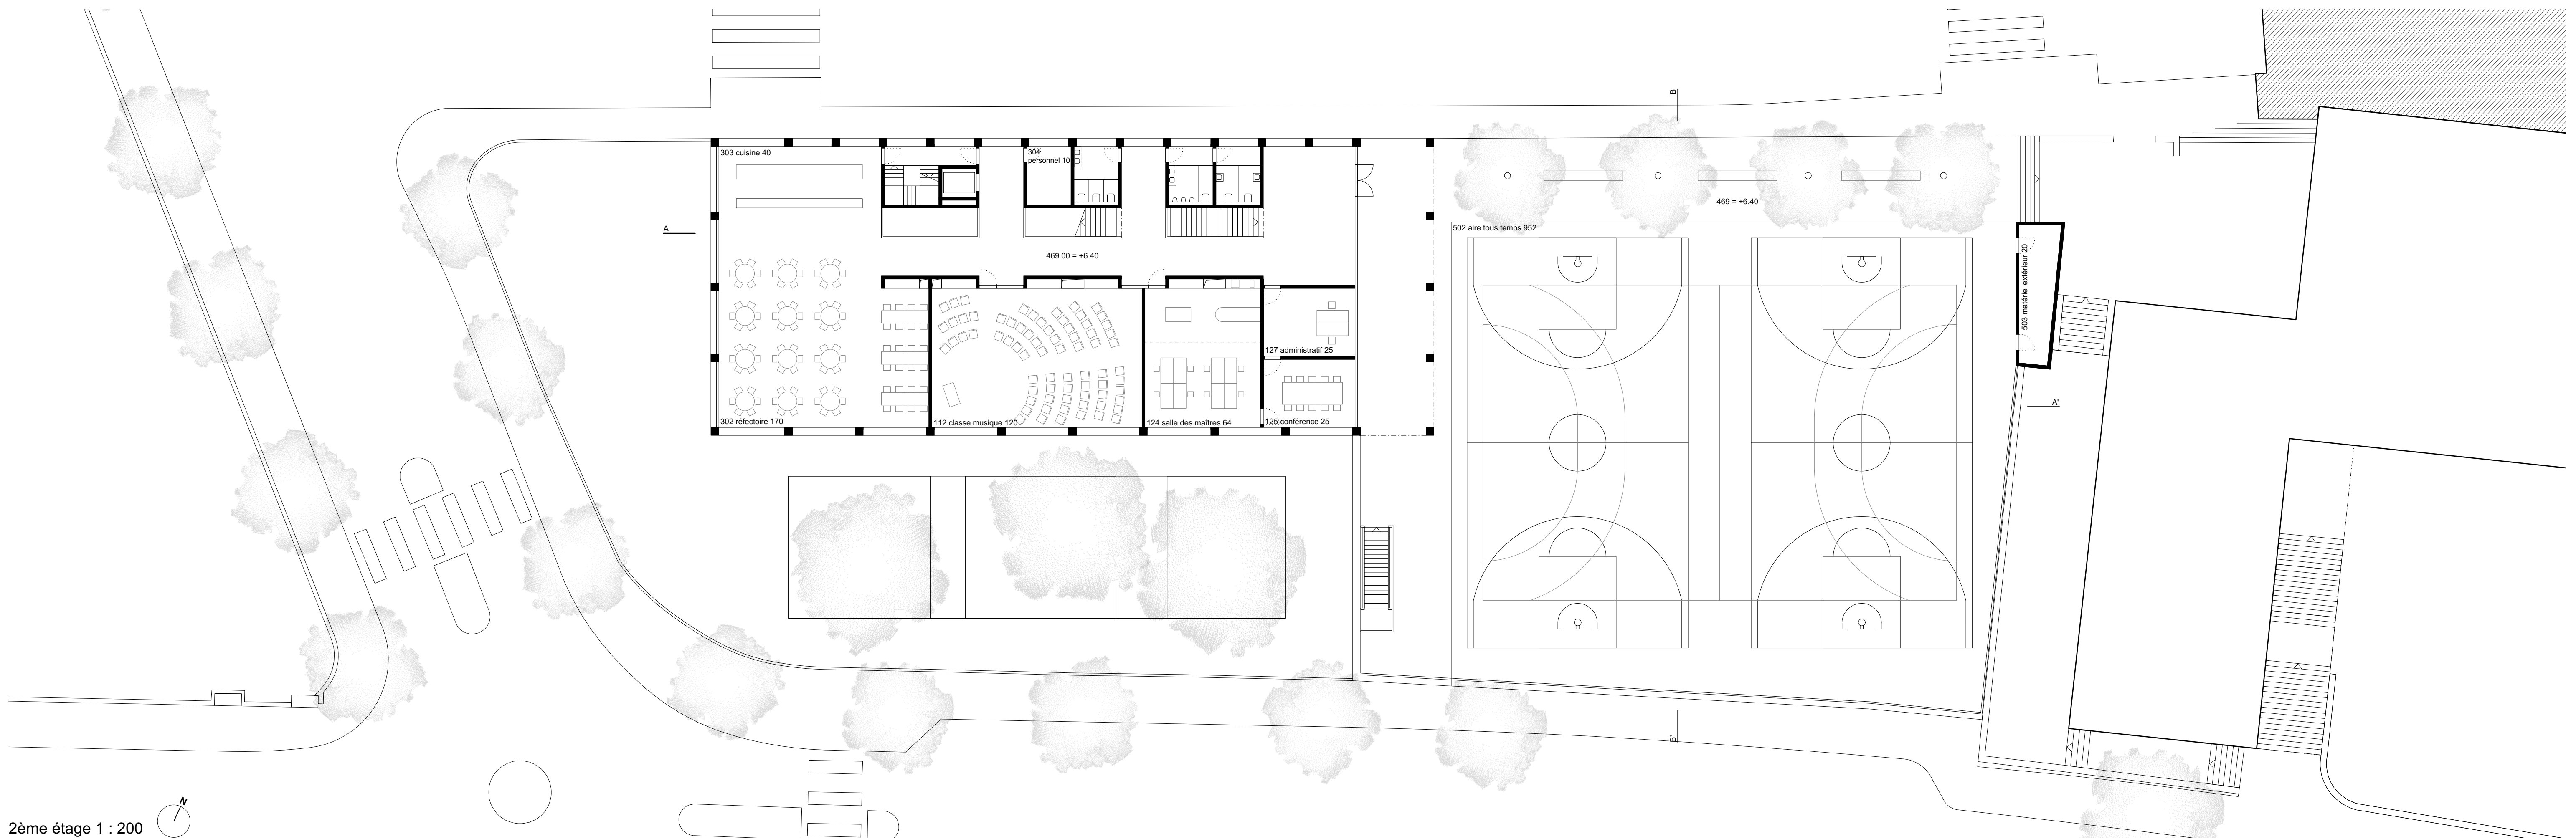 B
303 cuisine 40
304
personnel 10
469 = +6.40
A
502 aire tous temps 952
469.00 = +6.40
503 matériel extérieur 20
127 administratif 25
A'
302 réfectoire 170
112 classe musique 120
124 salle des maîtres 64
125 conférence 25
B'
N
2ème étage 1 : 200